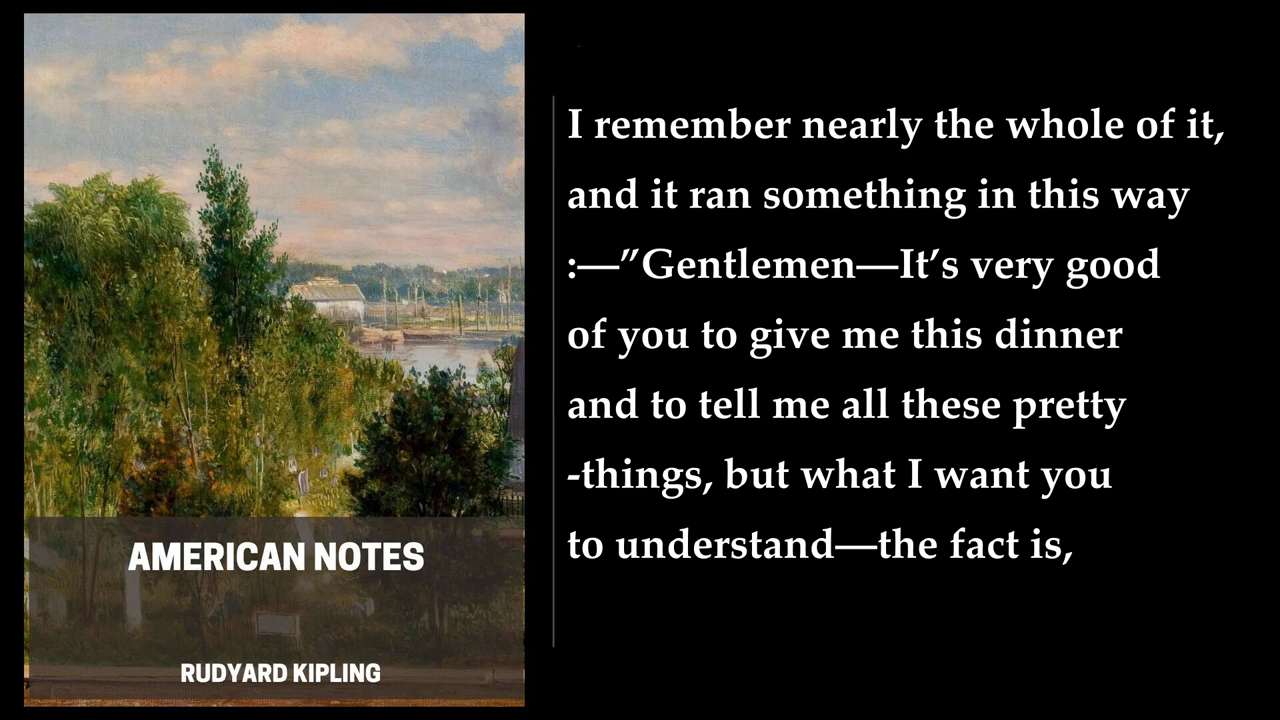 AMERICAN NOTES
RUDYARD KIPLING
I remember nearly the whole of it,
and it ran something in this way
:—”Gentlemen—It’s very good
of you to give me this dinner
and to tell me all these pretty
-things, but what I want you
to understand—the fact is,